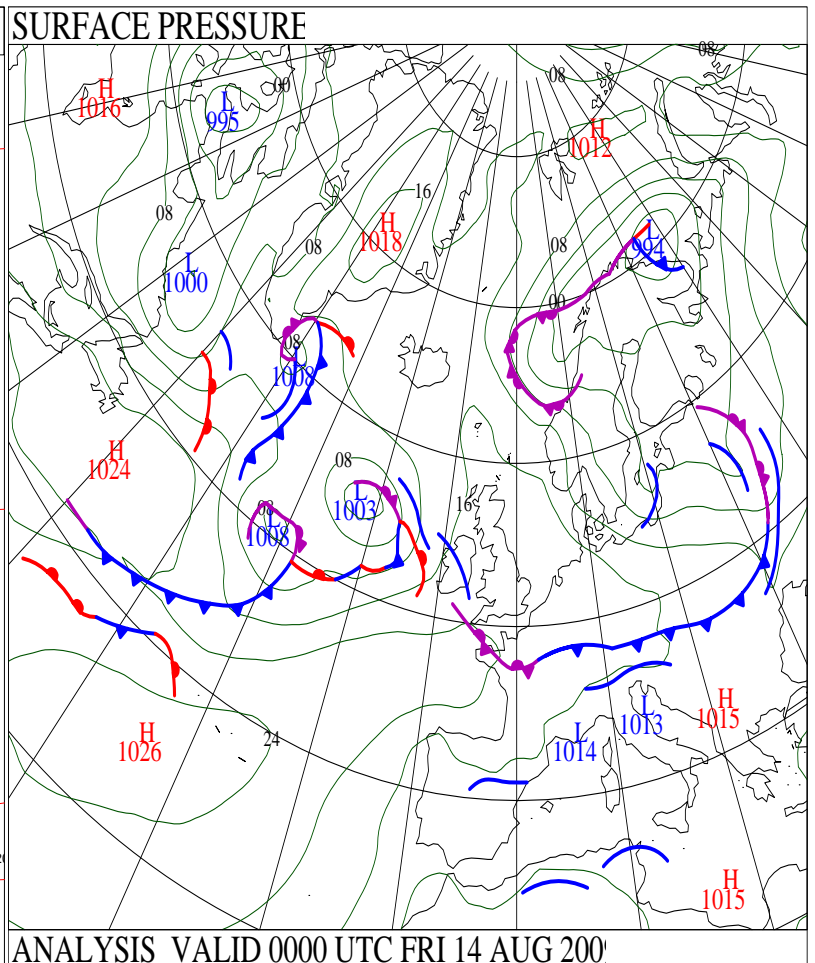 SURFACE PRESSURE
08
H
1016
00
08
L
995
H
1012
16
08
H
1018
08
08
L
994
L
1000
00
08
L
1008
H
1024
08
L
1003
16
08
L
1008
H
1015
L
1013
H
1026
24
L
1014
H
1015
ANALYSIS VALID 0000 UTC FRI 14 AUG